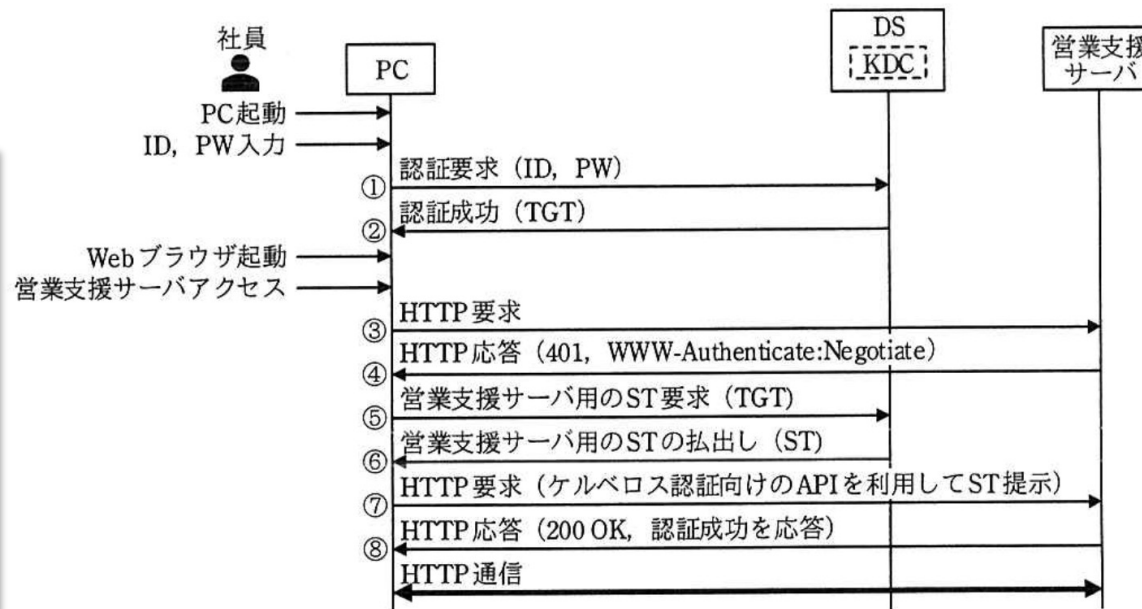 社員
PC
DS
KDC
営業支援
サーバ
PC起動
ID，PW入力
認証要求（ID，PW）
①
認証成功（TGT）
②
Webブラウザ起動
営業支援サーバアクセス
HTTP要求
③
HTTP応答（401，WWW-Authenticate:Negotiate）
④
営業支援サーバ用のST要求（TGT）
⑤
営業支援サーバ用のSTの払出し（ST）
⑥
HTTP要求（ケルベロス認証向けのAPIを利用してST提示）
⑦
HTTP応答（200 OK，認証成功を応答）
⑧
HTTP通信